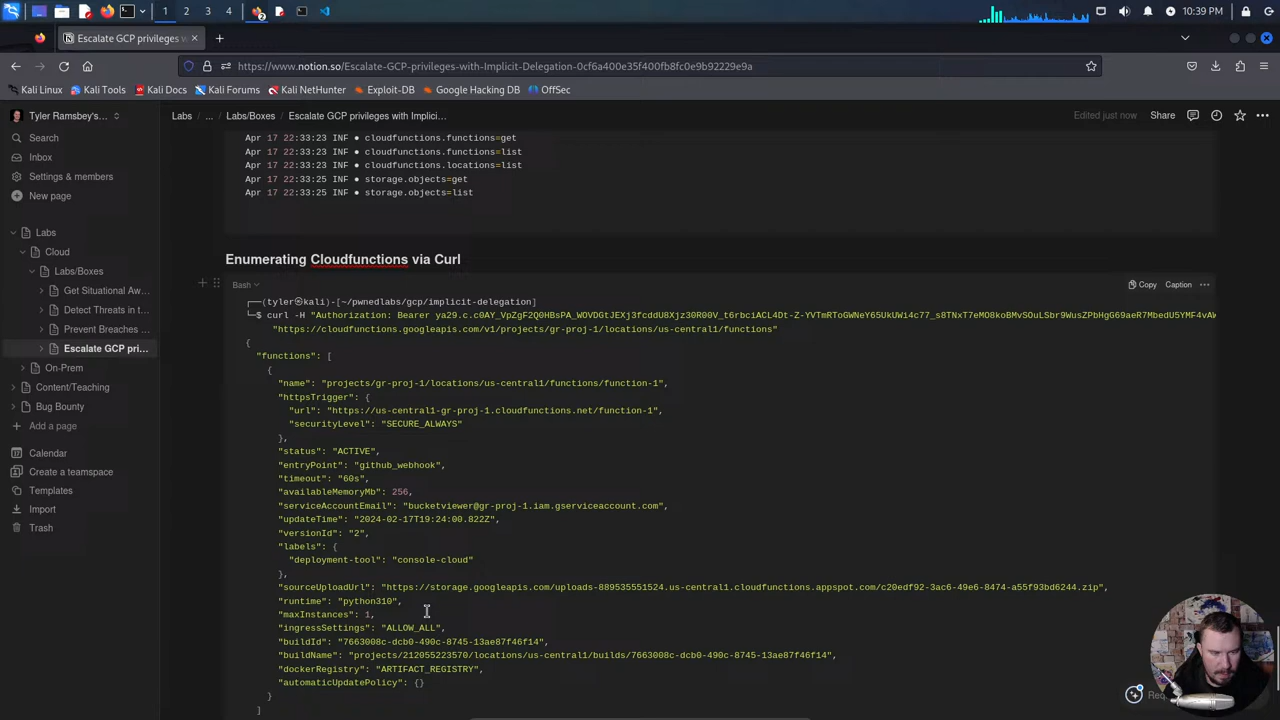 1 2 3 4 2 10:39 PM
Escalate GCP privileges w
https://www.notion.so/Escalate-GCP-privileges-with-Implicit-Delegation-0cf6a400e35f400fb8fc0e9b92229e9a
Kali Linux Kali Tools Kali Docs Kali Forums Kali NetHunter Exploit-DB Google Hacking DB OffSec
Tyler Ramsbey's... Labs / ... / Labs/Boxes / Escalate GCP privileges with Implici... Edited just now Share
Search
Inbox
Settings & members
New page
Labs
Cloud
Labs/Boxes
Get Situational Aw...
Detect Threats in t...
Prevent Breaches ...
Escalate GCP pri...
On-Prem
Content/Teaching
Bug Bounty
Add a page
Calendar
Create a teamspace
Templates
Import
Trash
Apr 17 22:33:23 INF ● cloudfunctions.functions=get
Apr 17 22:33:23 INF ● cloudfunctions.functions=list
Apr 17 22:33:23 INF ● cloudfunctions.locations=list
Apr 17 22:33:25 INF ● storage.objects=get
Apr 17 22:33:25 INF ● storage.objects=list
Enumerating Cloudfunctions via Curl
Bash Copy Caption
┌──(tyler㉿kali)-[~/pwnedlabs/gcp/implicit-delegation]
└─$ curl -H "Authorization: Bearer
"https://cloudfunctions.googleapis.com/v1/projects/gr-proj-1/locations/us-central1/functions"
{
"functions": [
{
"name": "projects/gr-proj-1/locations/us-central1/functions/function-1",
"httpsTrigger": {
"url": "https://us-central1-gr-proj-1.cloudfunctions.net/function-1",
"securityLevel": "SECURE_ALWAYS"
},
"status": "ACTIVE",
"entryPoint": "github_webhook",
"timeout": "60s",
"availableMemoryMb": 256,
"serviceAccountEmail": "bucketviewer@gr-proj-1.iam.gserviceaccount.com",
"updateTime": "2024-02-17T19:24:00.822Z",
"versionId": "2",
"labels": {
"deployment-tool": "console-cloud"
},
"sourceUploadUrl": "https://storage.googleapis.com/uploads-889535551524.us-central1.cloudfunctions.appspot.com/c20edf92-3ac6-49e6-8474-a55f93bd6244.zip",
"runtime": "python310",
"maxInstances": 1,
"ingressSettings": "ALLOW_ALL",
"buildId": "7663008c-dcb0-490c-8745-13ae87f46f14",
"buildName": "projects/212055223570/locations/us-central1/builds/7663008c-dcb0-490c-8745-13ae87f46f14",
"dockerRegistry": "ARTIFACT_REGISTRY",
"automaticUpdatePolicy": {}
}
]